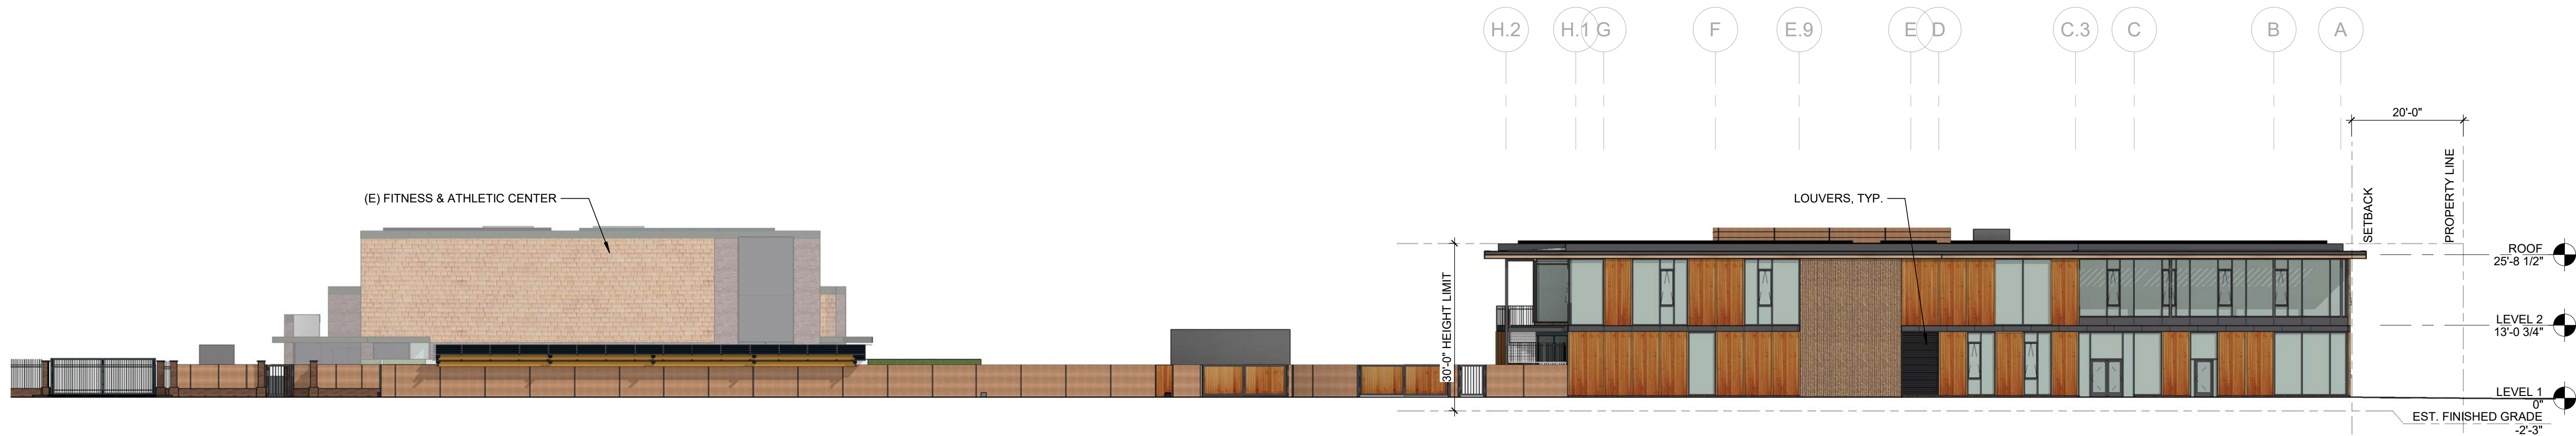 H.2 H.1 G F E.9 E D C.3 C B A
20'-0"
(E) FITNESS & ATHLETIC CENTER
LOUVERS, TYP.
SETBACK
PROPERTY LINE
30'-0" HEIGHT LIMIT
ROOF
25'-8 1/2"
LEVEL 2
13'-0 3/4"
LEVEL 1
0"
EST. FINISHED GRADE
-2'-3"